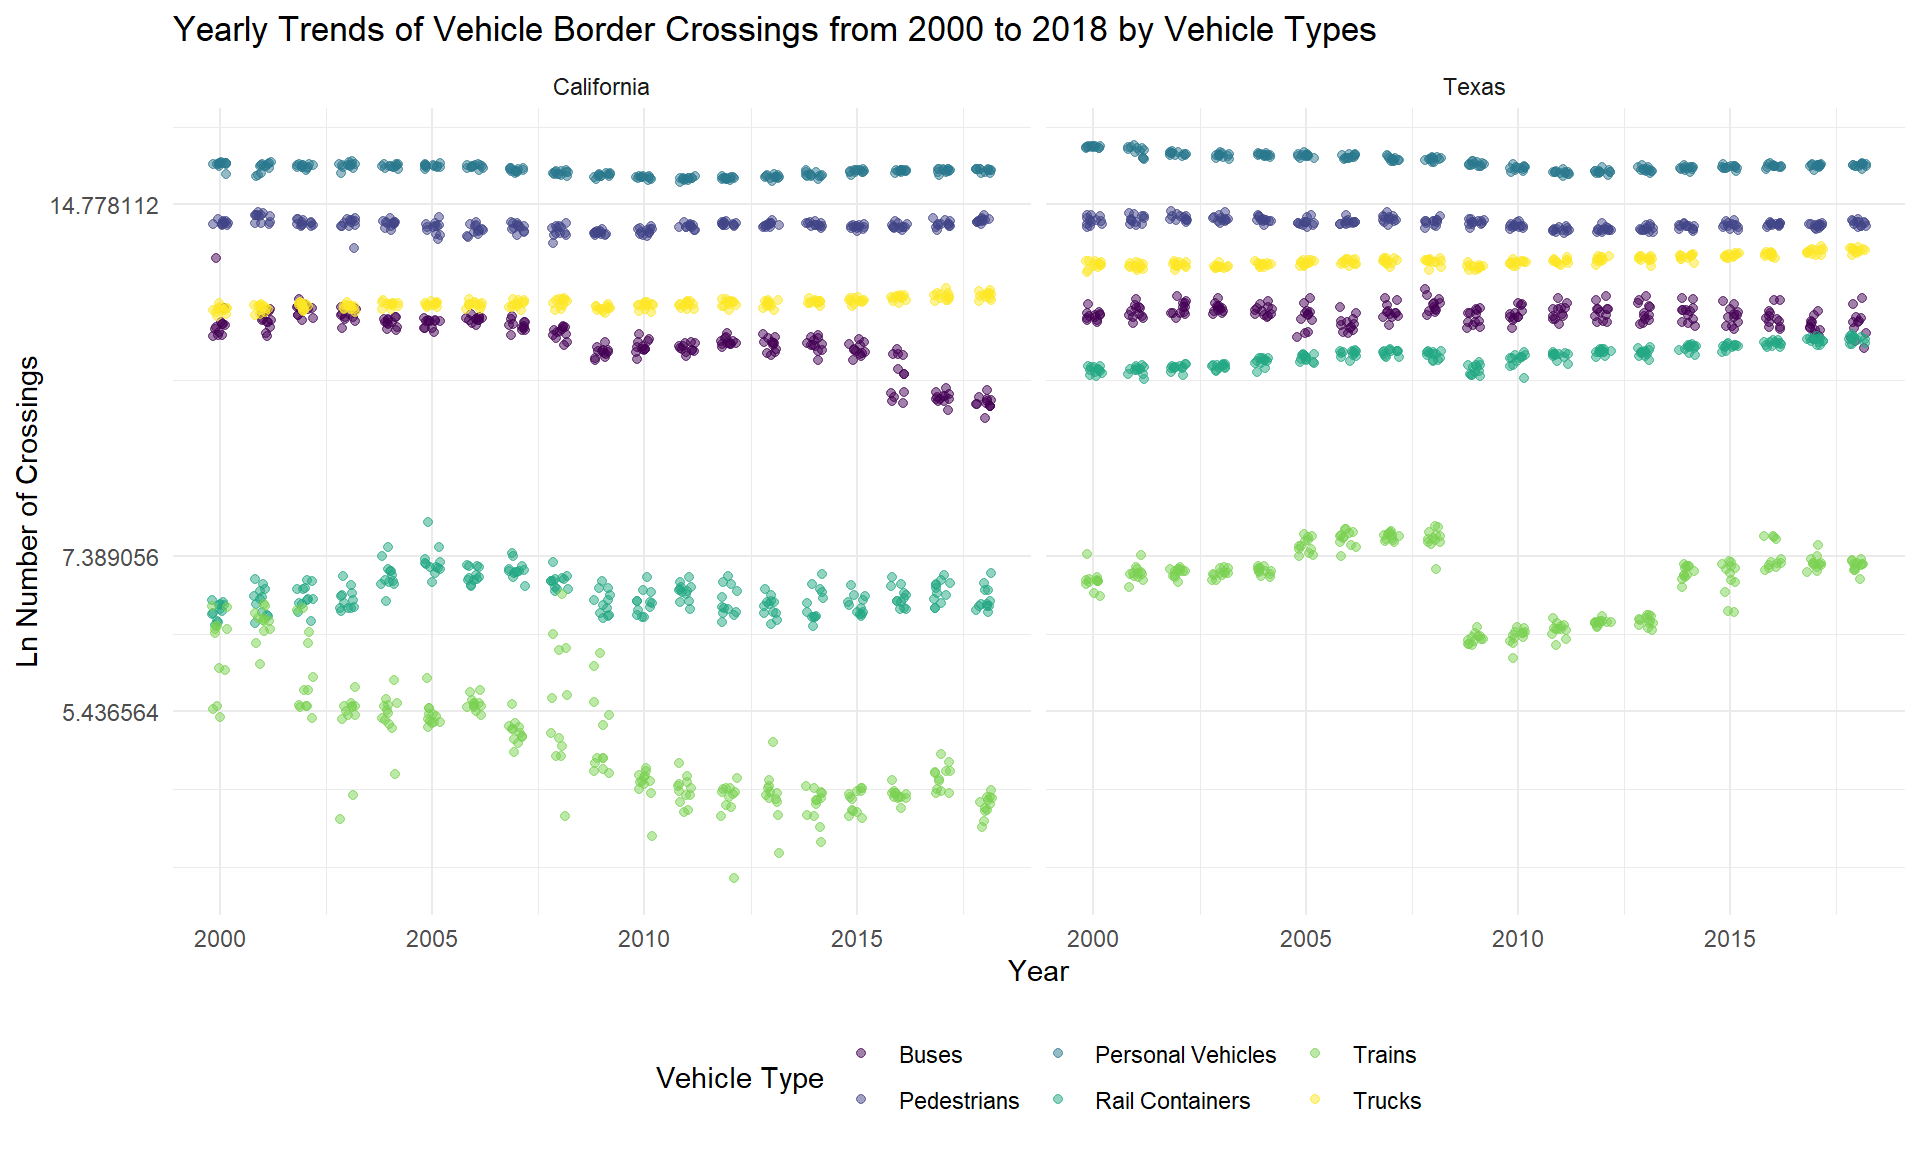 Yearly Trends of Vehicle Border Crossings from 2000 to 2018 by Vehicle Types
California
Texas
Ln Number of Crossings
14.778112
7.389056
5.436564
2000 2005 2010 2015
2000 2005 2010 2015
Year
Vehicle Type
Buses Personal Vehicles Trains
Pedestrians Rail Containers Trucks